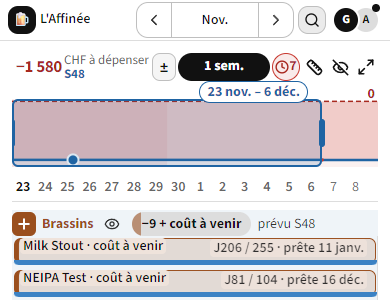 L'Affinée
Nov.
G
A
−1 580 CHF à dépenser
S48
±
1 sem.
7
23 nov. – 6 déc.
0
23 24 25 26 27 28 29 30 1 2 3 4 5 6 7 8
Brassins
−9 + coût à venir
prévu S48
Milk Stout · coût à venir
J206 / 255 · prête 11 janv.
NEIPA Test · coût à venir
J81 / 104 · prête 16 déc.